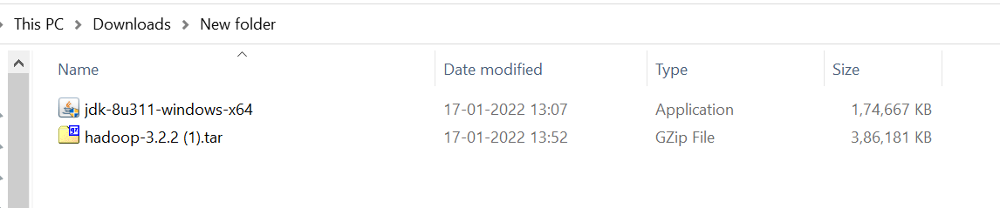 This PC > Downloads > New folder
Name Date modified Type Size
jdk-8u311-windows-x64 17-01-2022 13:07 Application 1,74,667 KB
hadoop-3.2.2 (1).tar 17-01-2022 13:52 GZip File 3,86,181 KB